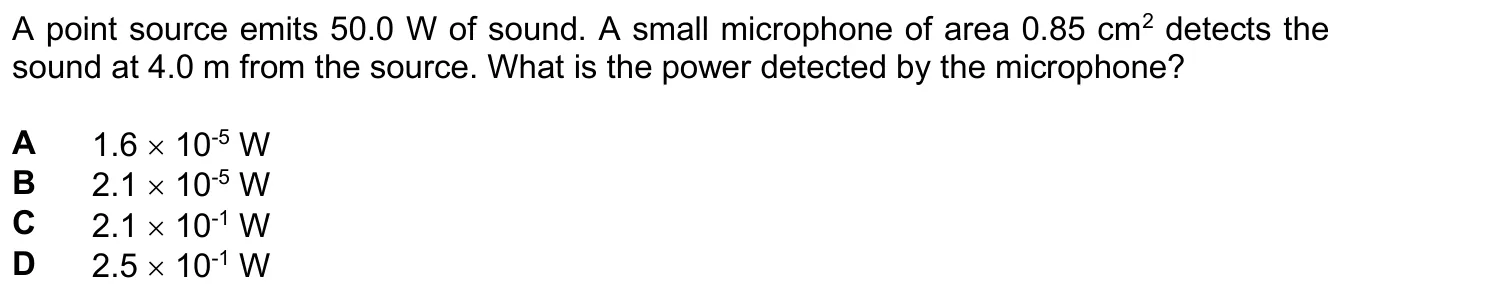 A point source emits 50.0 W of sound. A small microphone of area 0.85 cm² detects the
sound at 4.0 m from the source. What is the power detected by the microphone?
A 1.6 × 10⁻⁵ W
B 2.1 × 10⁻⁵ W
C 2.1 × 10⁻¹ W
D 2.5 × 10⁻¹ W